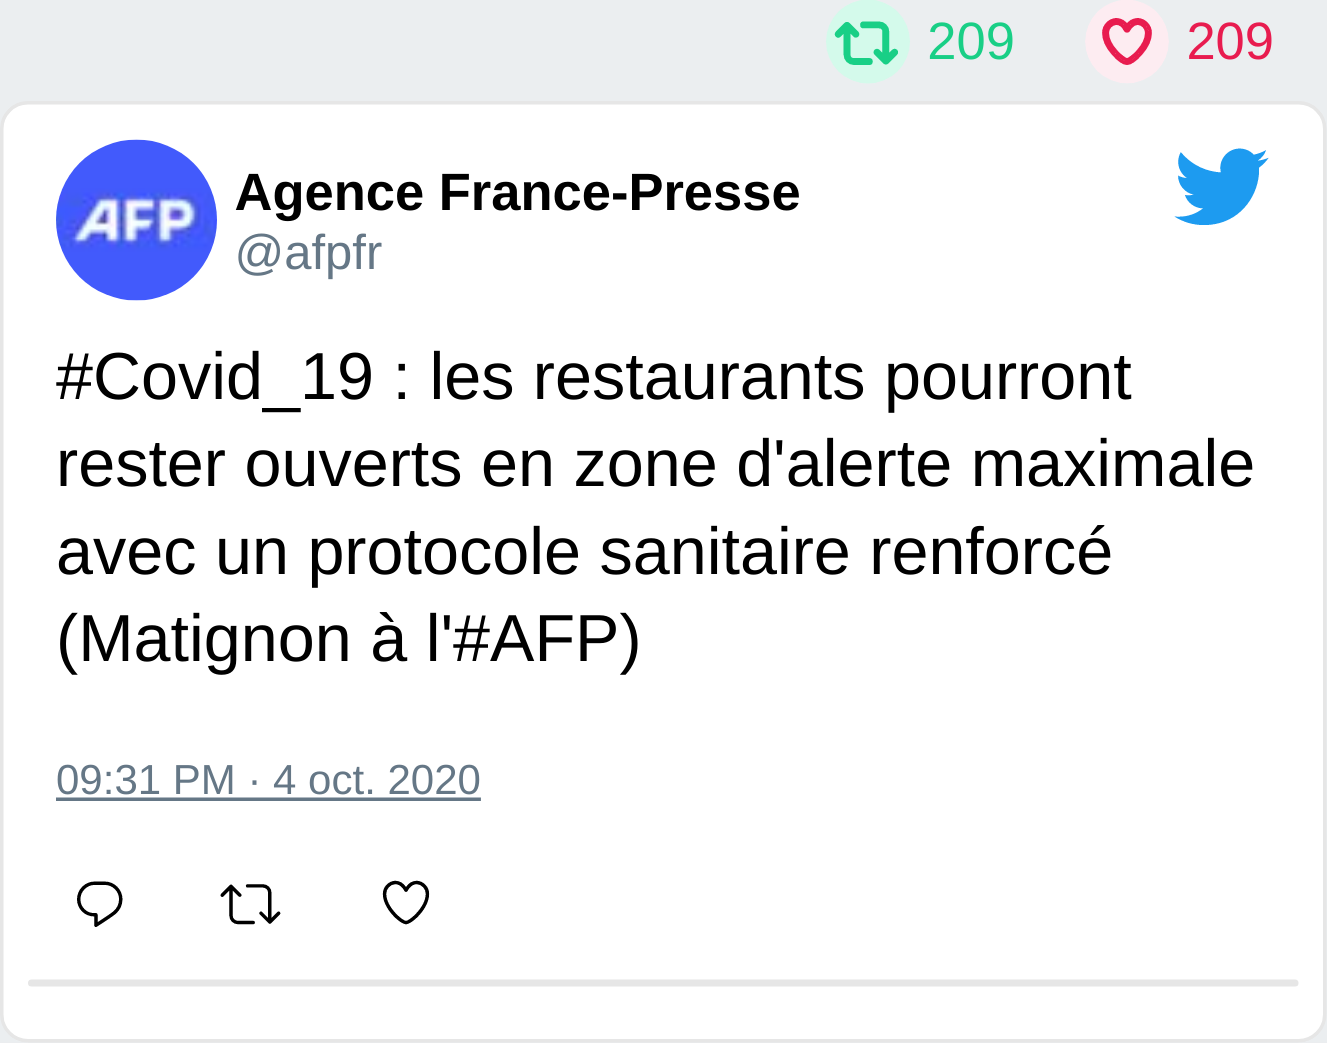 209 209
AFP
Agence France-Presse
@afpfr
#Covid_19 : les restaurants pourront
rester ouverts en zone d'alerte maximale
avec un protocole sanitaire renforcé
(Matignon à l'#AFP)
09:31 PM · 4 oct. 2020